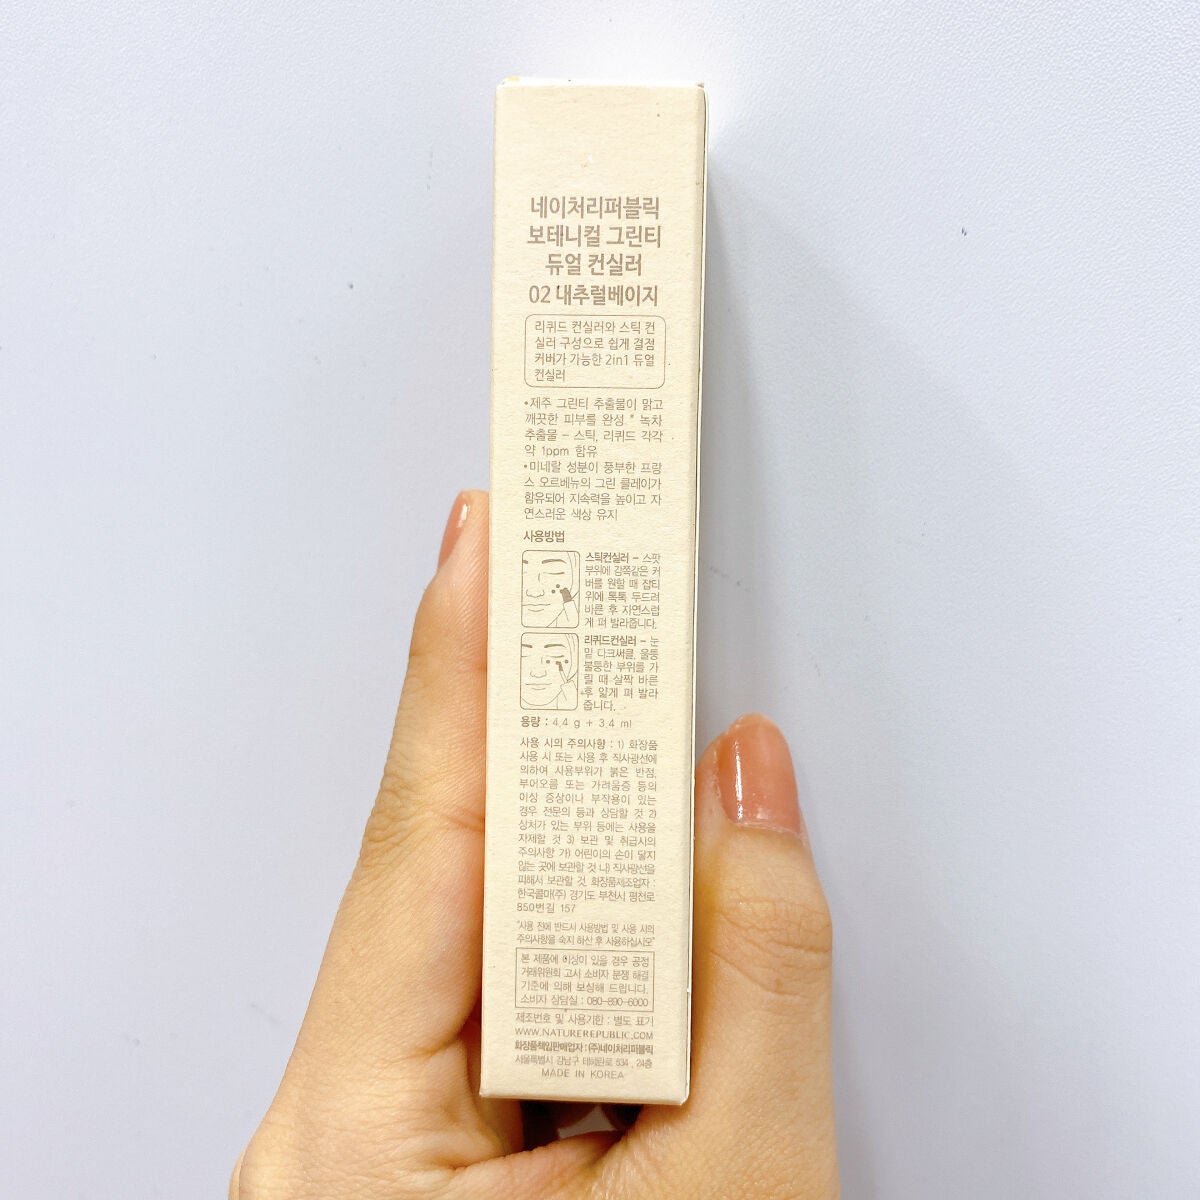 네이처리퍼블릭
보테니컬 그린티
듀얼 컨실러
02 내추럴베이지
리퀴드 컨실러와 스틱 컨
실러 구성으로 쉽게 결점
커버가 가능한 2in1 듀얼
컨실러
•제주 그린티 추출물이 맑고
깨끗한 피부를 완성 * 녹차
추출물 – 스틱, 리퀴드 각각
약 1ppm 함유
•미네랄 성분이 풍부한 프랑
스 오르베뉴의 그린 클레이가
함유되어 지속력을 높이고 자
연스러운 색상 유지
사용방법
스틱컨실러 – 스팟
부위에 감쪽같은 커
버를 원할 때 잡티
위에 톡톡 두드려
바른 후 자연스럽
게 펴 발라줍니다.
리퀴드컨실러 – 눈
밑 다크써클, 울퉁
불퉁한 부위를 가
릴 때 살짝 바른
후 얇게 펴 발라
줍니다.
용량 : 4.4 g + 3.4 ml
사용 시의 주의사항 : 1) 화장품
사용 시 또는 사용 후 직사광선에
의하여 사용부위가 붉은 반점,
부어오름 또는 가려움증 등의
이상 증상이나 부작용이 있는
경우 전문의 등과 상담할 것 2)
상처가 있는 부위 등에는 사용을
자제할 것 3) 보관 및 취급시의
주의사항 가) 어린이의 손이 닿지
않는 곳에 보관할 것 나) 직사광선을
피해서 보관할 것 화장품제조업자 :
한국콜마(주) 경기도 부천시 평천로
850번길 157
"사용 전에 반드시 사용방법 및 사용 시의
주의사항을 숙지 하신 후 사용하십시오"
본 제품에 이상이 있을 경우 공정
거래위원회 고시 소비자 분쟁 해결
기준에 의해 보상해 드립니다.
소비자 상담실 : 080-890-6000
제조번호 및 사용기한 : 별도 표기
WWW.NATUREREPUBLIC.COM
화장품책임판매업자 : (주)네이처리퍼블릭
서울특별시 강남구 테헤란로 534 , 24층
MADE IN KOREA